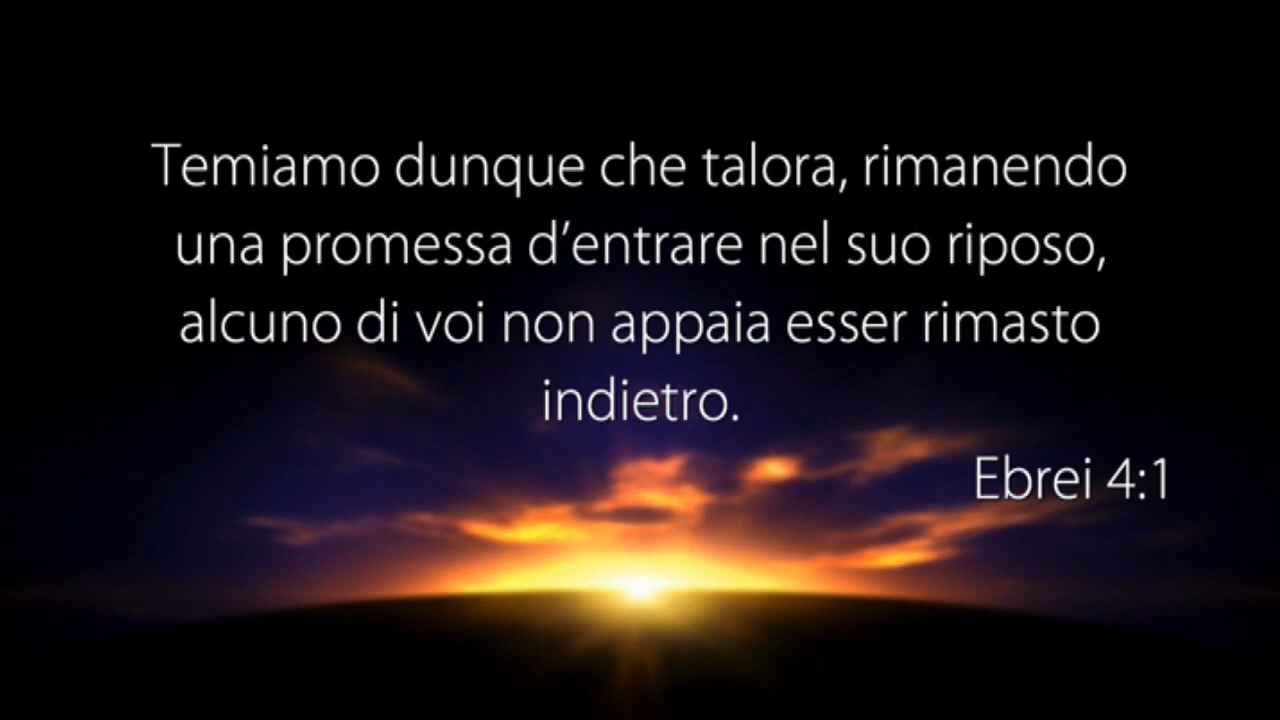 Temiamo dunque che talora, rimanendo
una promessa d’entrare nel suo riposo,
alcuno di voi non appaia esser rimasto
indietro.
Ebrei 4:1